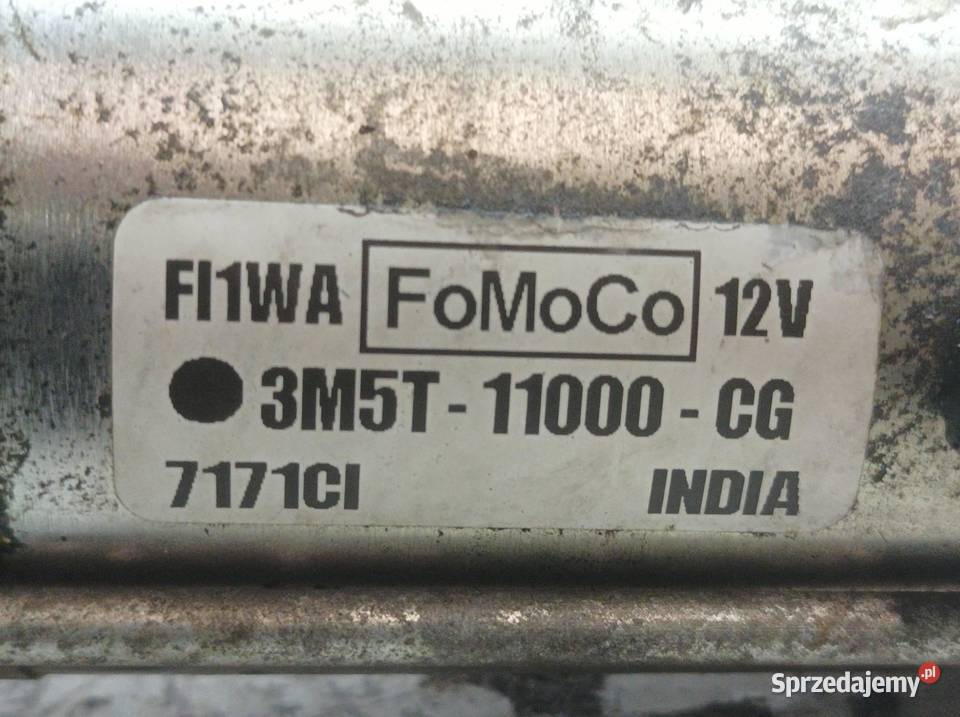 FI1WA FoMoCo 12V
3M5T - 11000 - CG
7171CI INDIA
Sprzedajemy.pl